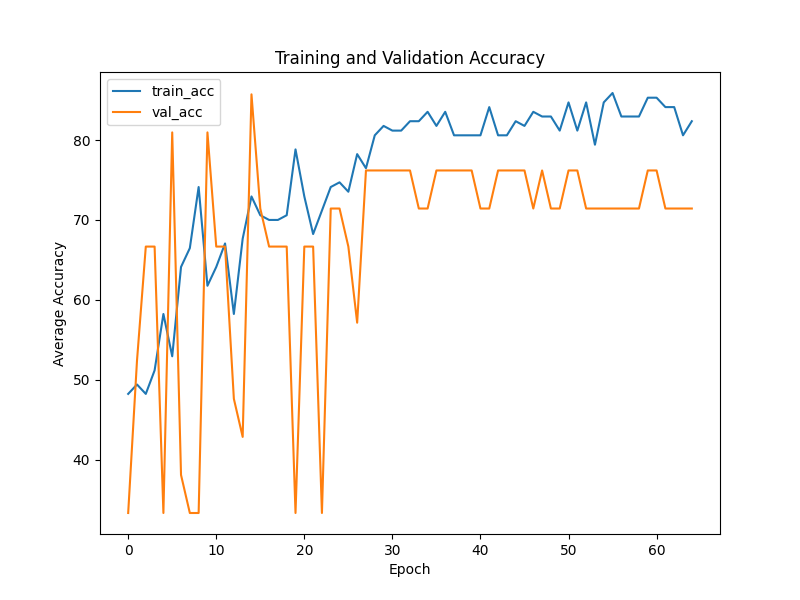 Training and Validation Accuracy
train_acc
val_acc
80
70
60
50
40
Average Accuracy
0 10 20 30 40 50 60
Epoch